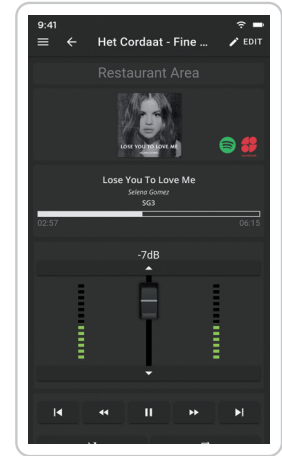 9:41
Het Cordaat - Fine ...
EDIT
Restaurant Area
LOSE YOU TO LOVE ME
Lose You To Love Me
Selena Gomez
SG3
02:57
06:15
-7dB